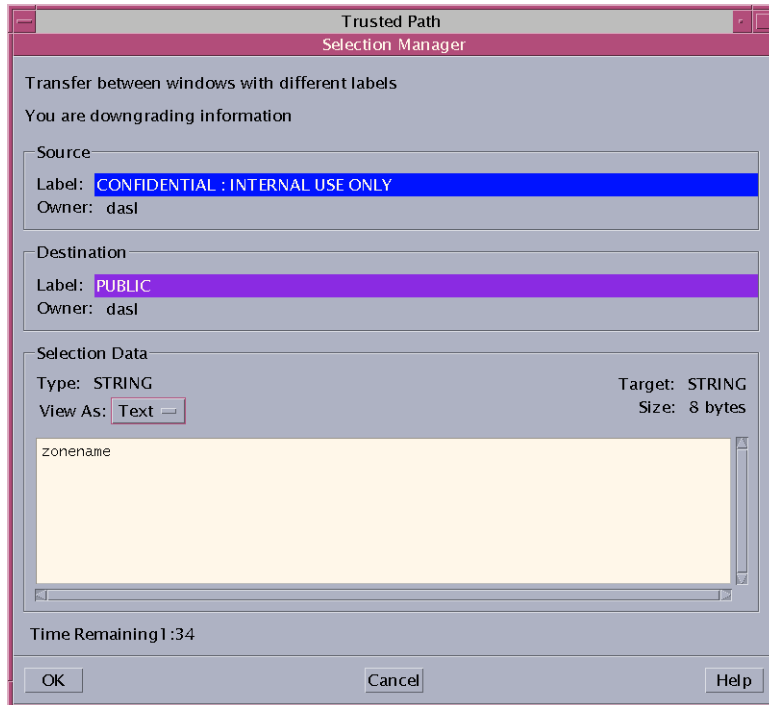 Trusted Path
Selection Manager
Transfer between windows with different labels
You are downgrading information
Source
Label: CONFIDENTIAL : INTERNAL USE ONLY
Owner: dasl
Destination
Label: PUBLIC
Owner: dasl
Selection Data
Type: STRING Target: STRING
View As: Text Size: 8 bytes
zonename
Time Remaining1:34
OK Cancel Help